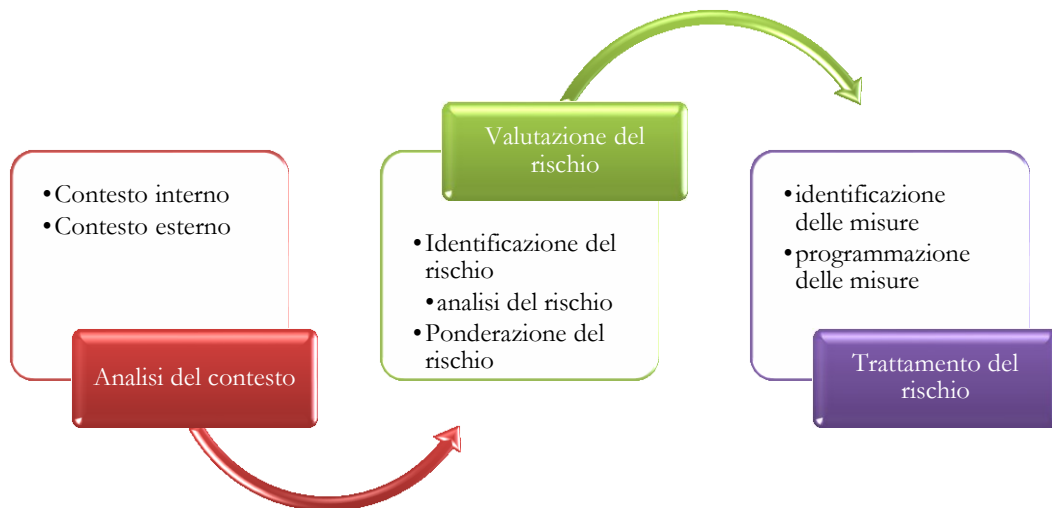 •Contesto interno
•Contesto esterno
Analisi del contesto
Valutazione del
rischio
•Identificazione del
rischio
•analisi del rischio
•Ponderazione del
rischio
•identificazione
delle misure
•programmazione
delle misure
Trattamento del
rischio